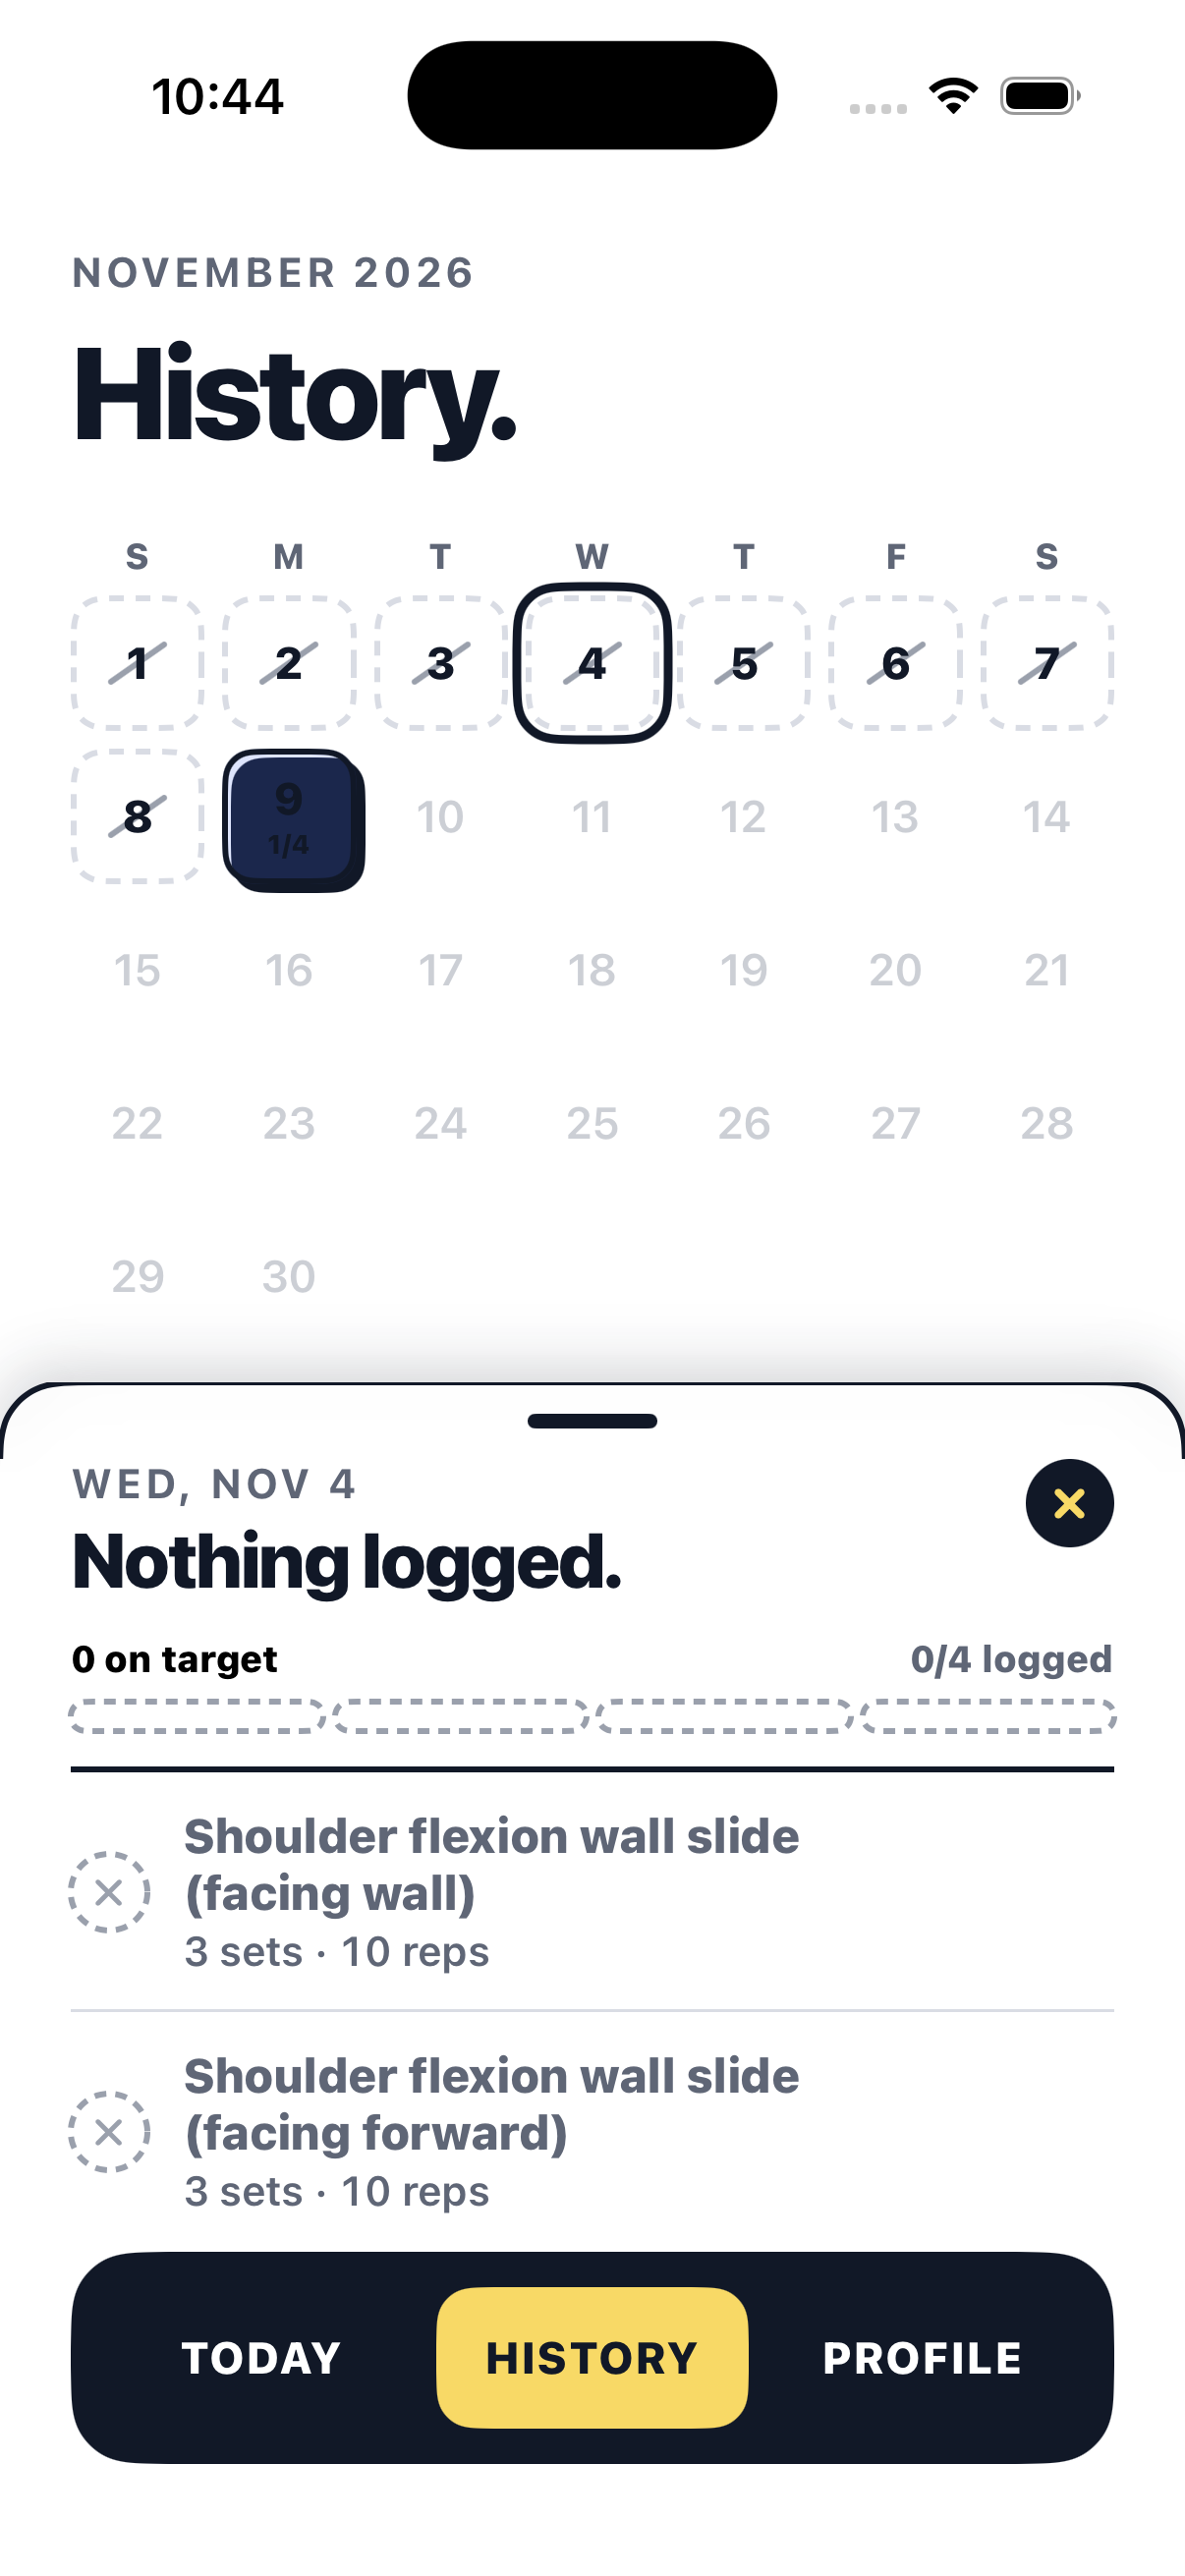 10:44
NOVEMBER 2026
History.
S M T W T F S
1 2 3 4 5 6 7
8 9 10 11 12 13 14
1/4
15 16 17 18 19 20 21
22 23 24 25 26 27 28
29 30
WED, NOV 4
Nothing logged.
0 on target 0/4 logged
Shoulder flexion wall slide
(facing wall)
3 sets · 10 reps
Shoulder flexion wall slide
(facing forward)
3 sets · 10 reps
TODAY HISTORY PROFILE